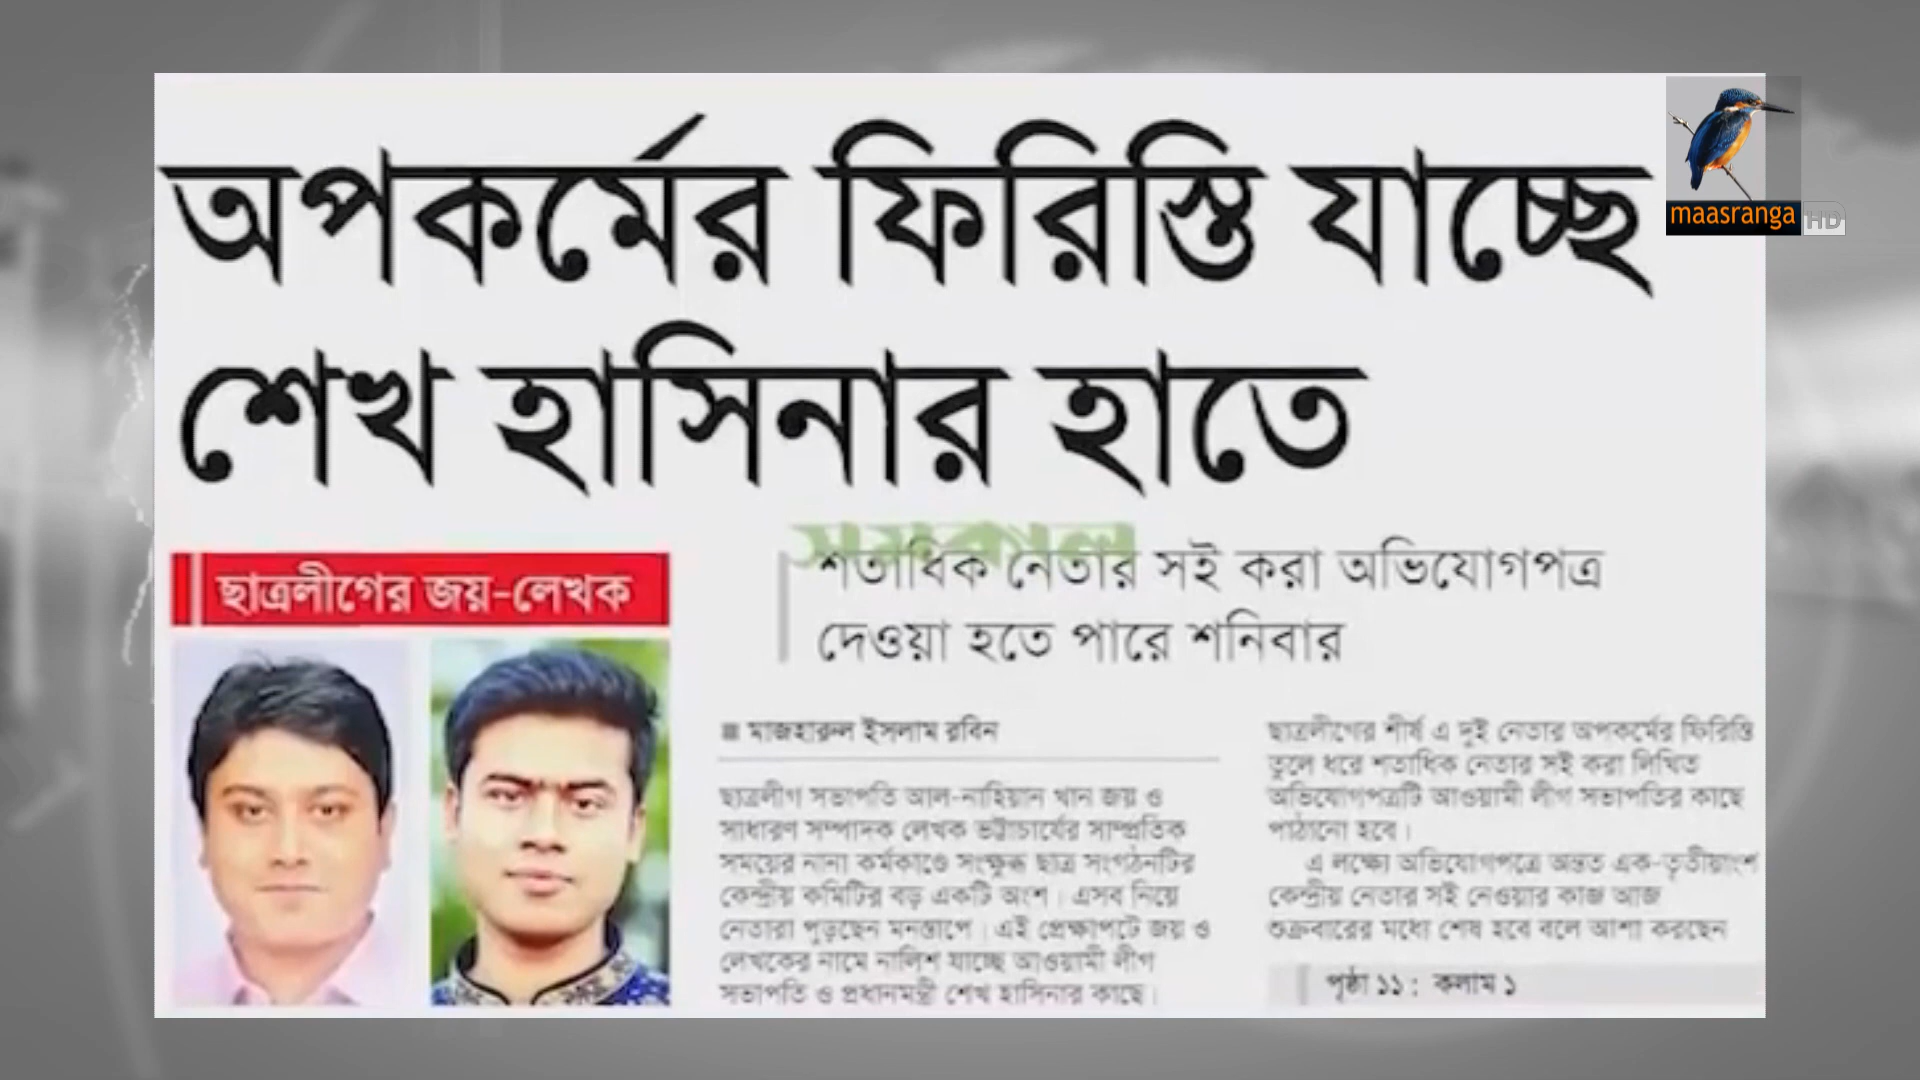 অপকর্মের ফিরিস্তি যাচ্ছে
শেখ হাসিনার হাতে
maasranga HD
সমকাল
ছাত্রলীগের জয়-লেখক
শতাধিক নেতার সই করা অভিযোগপত্র
দেওয়া হতে পারে শনিবার
■ মাজহারুল ইসলাম রবিন
ছাত্রলীগ সভাপতি আল-নাহিয়ান খান জয় ও
সাধারণ সম্পাদক লেখক ভট্টাচার্যের সাম্প্রতিক
সময়ের নানা কর্মকাণ্ডে সংক্ষুব্ধ ছাত্র সংগঠনটির
কেন্দ্রীয় কমিটির বড় একটি অংশ। এসব নিয়ে
নেতারা পুড়ছেন মনস্তাপে। এই প্রেক্ষাপটে জয় ও
লেখকের নামে নালিশ যাচ্ছে আওয়ামী লীগ
সভাপতি ও প্রধানমন্ত্রী শেখ হাসিনার কাছে।
ছাত্রলীগের শীর্ষ এ দুই নেতার অপকর্মের ফিরিস্তি
তুলে ধরে শতাধিক নেতার সই করা লিখিত
অভিযোগপত্রটি আওয়ামী লীগ সভাপতির কাছে
পাঠানো হবে।
এ লক্ষ্যে অভিযোগপত্রে অন্তত এক-তৃতীয়াংশ
কেন্দ্রীয় নেতার সই নেওয়ার কাজ আজ
শুক্রবারের মধ্যে শেষ হবে বলে আশা করছেন
পৃষ্ঠা ১১ : কলাম ১